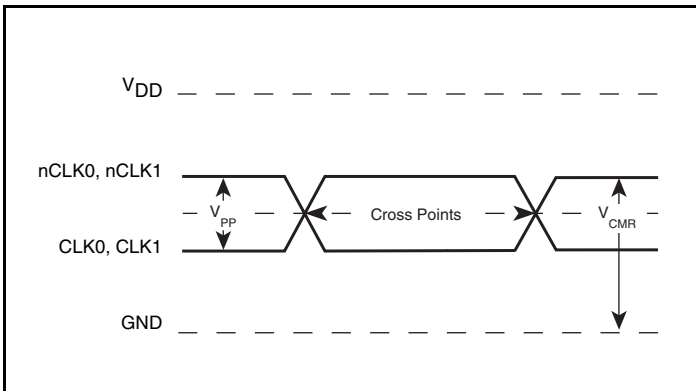 VDD
nCLK0, nCLK1
VPP
Cross Points
VCMR
CLK0, CLK1
GND